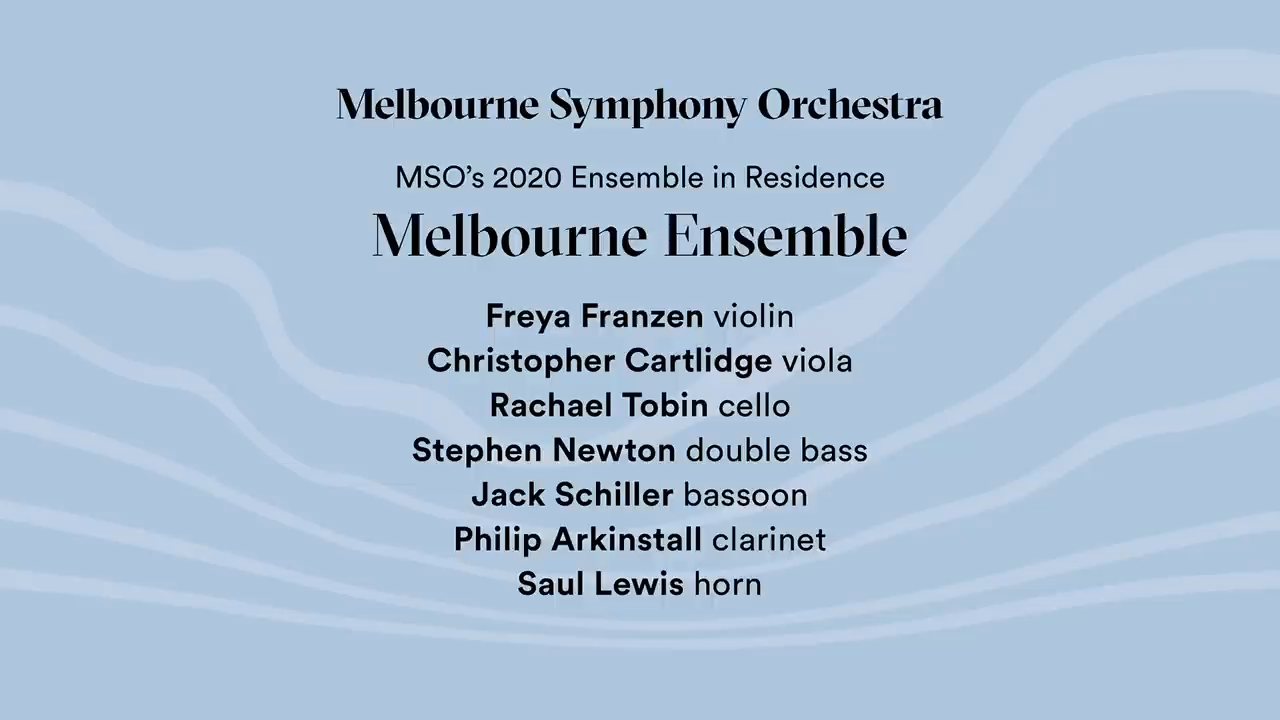 Melbourne Symphony Orchestra
MSO’s 2020 Ensemble in Residence
Melbourne Ensemble
Freya Franzen violin
Christopher Cartlidge viola
Rachael Tobin cello
Stephen Newton double bass
Jack Schiller bassoon
Philip Arkinstall clarinet
Saul Lewis horn